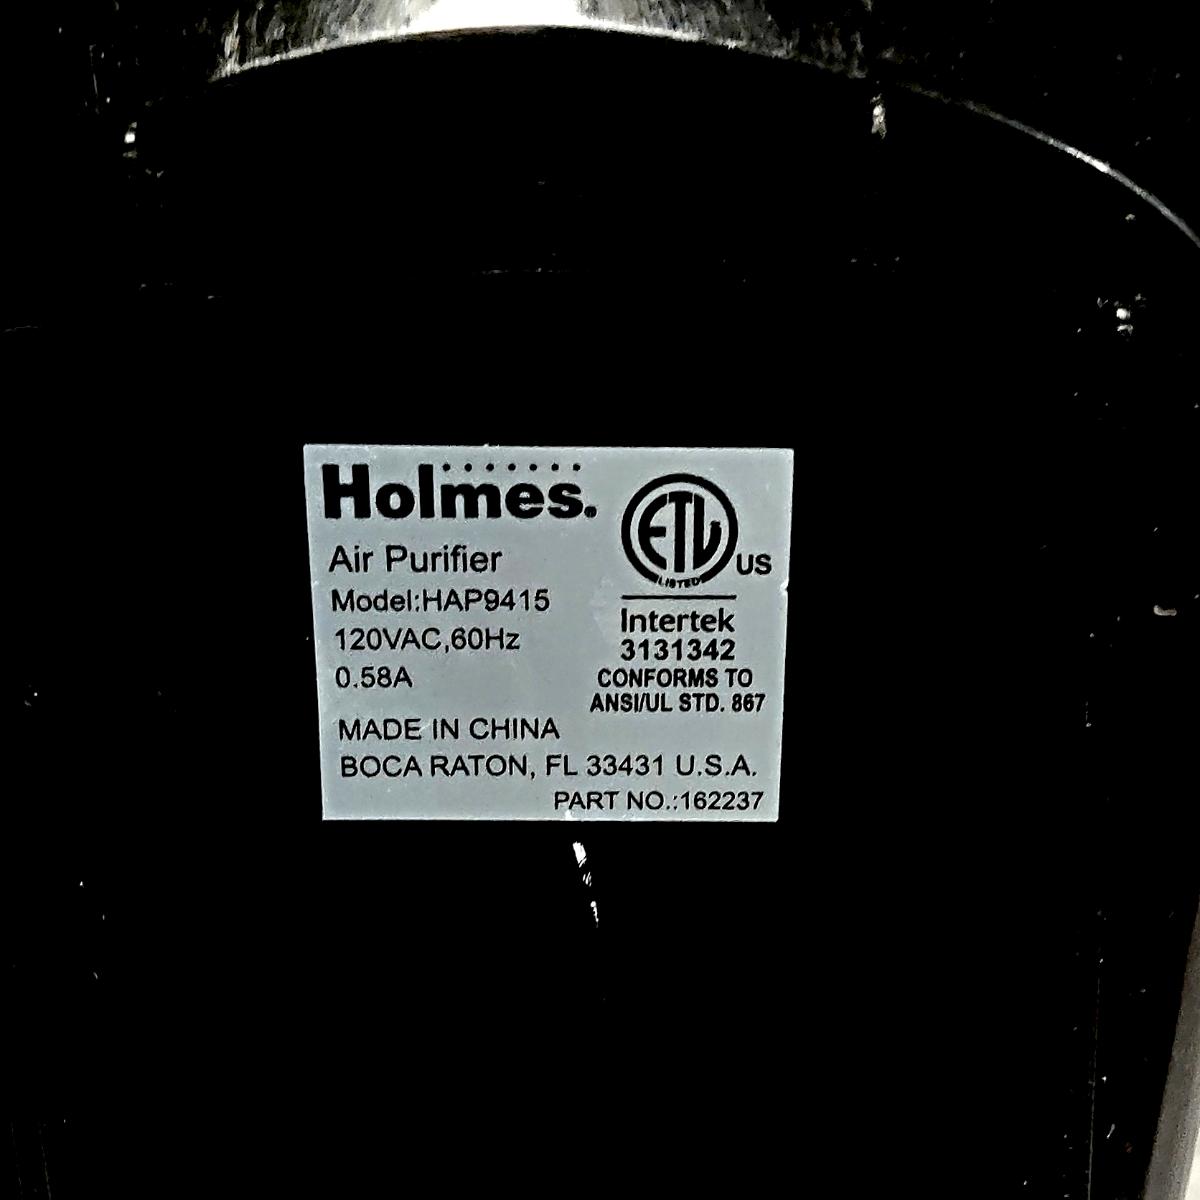 Holmes.
Air Purifier
Model:HAP9415
120VAC,60Hz
0.58A
MADE IN CHINA
BOCA RATON, FL 33431 U.S.A.
PART NO.:162237
ETL
LISTED
US
Intertek
3131342
CONFORMS TO
ANSI/UL STD. 867